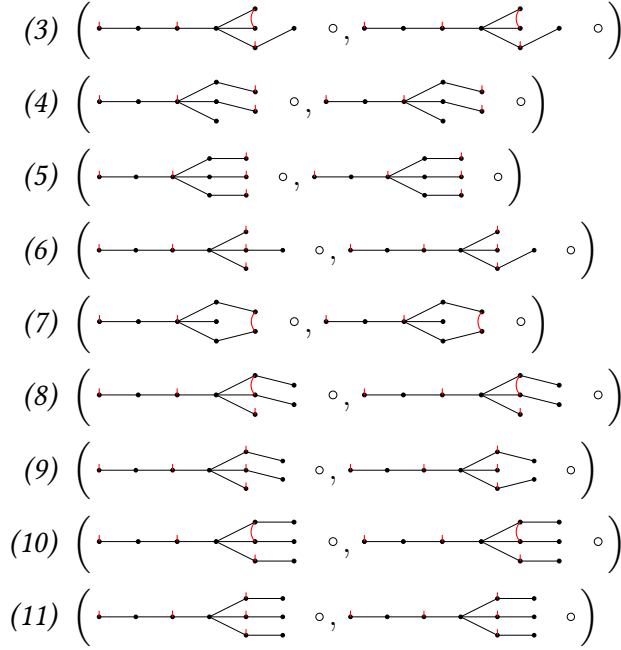 (3) ( , )
(4) ( , )
(5) ( , )
(6) ( , )
(7) ( , )
(8) ( , )
(9) ( , )
(10) ( , )
(11) ( , )